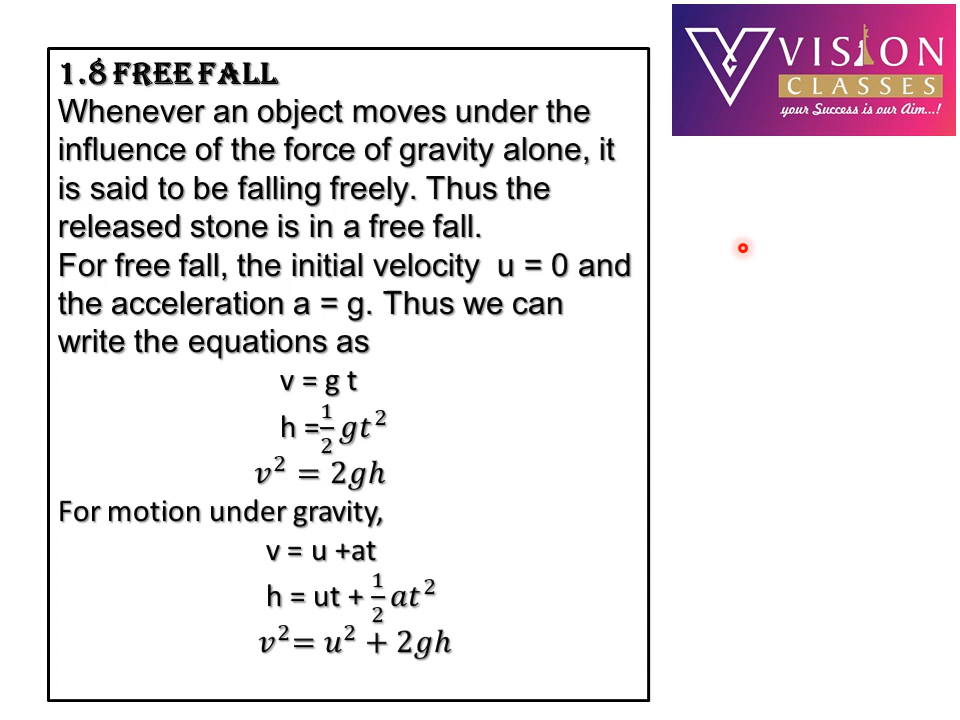 1.8 FREE FALL
Whenever an object moves under the
influence of the force of gravity alone, it
is said to be falling freely. Thus the
released stone is in a free fall.
For free fall, the initial velocity u = 0 and
the acceleration a = g. Thus we can
write the equations as
v = g t
h =\frac{1}{2} gt²
v² = 2gh
For motion under gravity,
v = u +at
h = ut + \frac{1}{2} at²
v²= u² + 2gh
VISION
CLASSES
your Success is our Aim...!